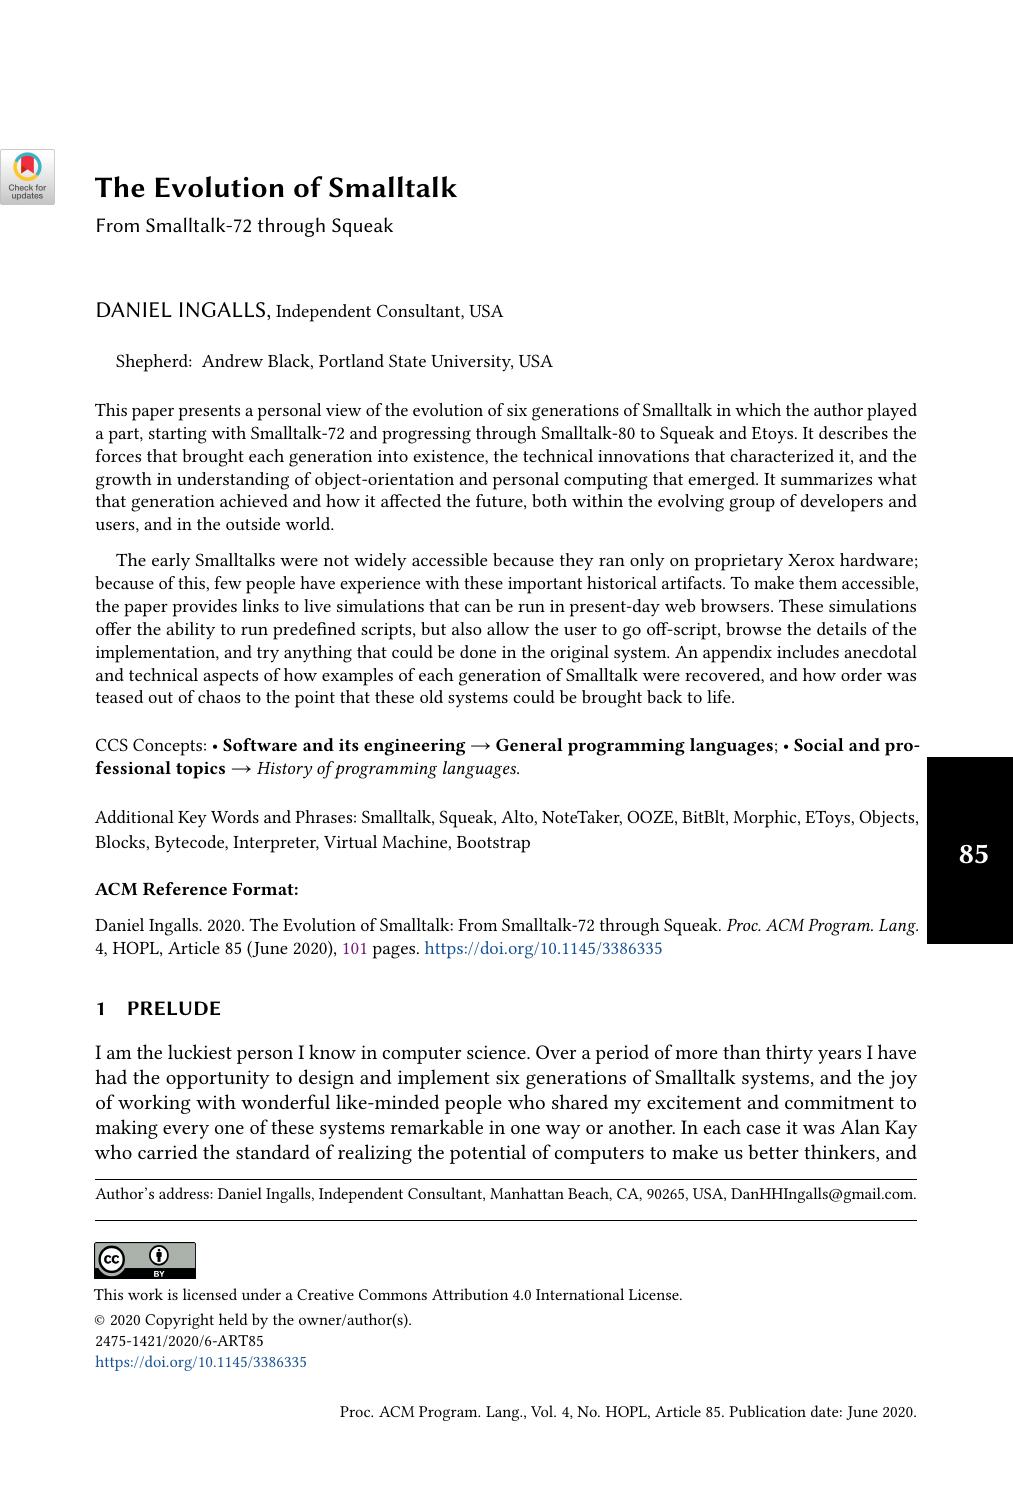 Check for
updates
The Evolution of Smalltalk
From Smalltalk-72 through Squeak
DANIEL INGALLS, Independent Consultant, USA
Shepherd: Andrew Black, Portland State University, USA
This paper presents a personal view of the evolution of six generations of Smalltalk in which the author played
a part, starting with Smalltalk-72 and progressing through Smalltalk-80 to Squeak and Etoys. It describes the
forces that brought each generation into existence, the technical innovations that characterized it, and the
growth in understanding of object-orientation and personal computing that emerged. It summarizes what
that generation achieved and how it affected the future, both within the evolving group of developers and
users, and in the outside world.
The early Smalltalks were not widely accessible because they ran only on proprietary Xerox hardware;
because of this, few people have experience with these important historical artifacts. To make them accessible,
the paper provides links to live simulations that can be run in present-day web browsers. These simulations
offer the ability to run predefined scripts, but also allow the user to go off-script, browse the details of the
implementation, and try anything that could be done in the original system. An appendix includes anecdotal
and technical aspects of how examples of each generation of Smalltalk were recovered, and how order was
teased out of chaos to the point that these old systems could be brought back to life.
CCS Concepts: • Software and its engineering → General programming languages; • Social and pro-
fessional topics → History of programming languages.
Additional Key Words and Phrases: Smalltalk, Squeak, Alto, NoteTaker, OOZE, BitBlt, Morphic, EToys, Objects,
Blocks, Bytecode, Interpreter, Virtual Machine, Bootstrap
85
ACM Reference Format:
Daniel Ingalls. 2020. The Evolution of Smalltalk: From Smalltalk-72 through Squeak. Proc. ACM Program. Lang.
4, HOPL, Article 85 (June 2020), 101 pages. https://doi.org/10.1145/3386335
1 PRELUDE
I am the luckiest person I know in computer science. Over a period of more than thirty years I have
had the opportunity to design and implement six generations of Smalltalk systems, and the joy
of working with wonderful like-minded people who shared my excitement and commitment to
making every one of these systems remarkable in one way or another. In each case it was Alan Kay
who carried the standard of realizing the potential of computers to make us better thinkers, and
Author's address: Daniel Ingalls, Independent Consultant, Manhattan Beach, CA, 90265, USA, DanHHIngalls@gmail.com.
cc BY
This work is licensed under a Creative Commons Attribution 4.0 International License.
© 2020 Copyright held by the owner/author(s).
2475-1421/2020/6-ART85
https://doi.org/10.1145/3386335
Proc. ACM Program. Lang., Vol. 4, No. HOPL, Article 85. Publication date: June 2020.